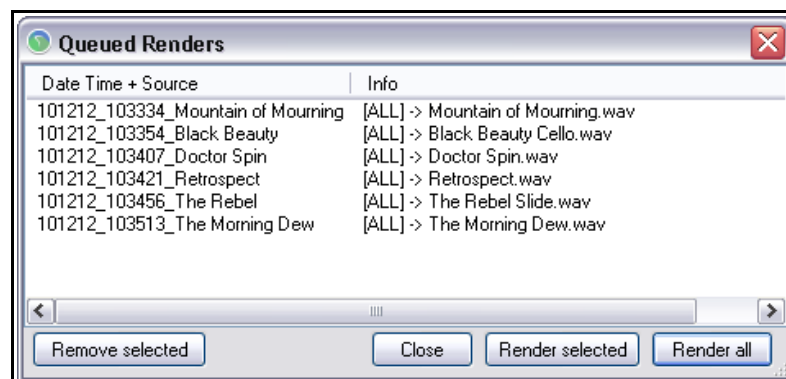 Queued Renders
Date Time + Source Info
101212_103334_Mountain of Mourning [ALL] -> Mountain of Mourning.wav
101212_103354_Black Beauty [ALL] -> Black Beauty Cello.wav
101212_103407_Doctor Spin [ALL] -> Doctor Spin.wav
101212_103421_Retrospect [ALL] -> Retrospect.wav
101212_103456_The Rebel [ALL] -> The Rebel Slide.wav
101212_103513_The Morning Dew [ALL] -> The Morning Dew.wav
Remove selected Close Render selected Render all